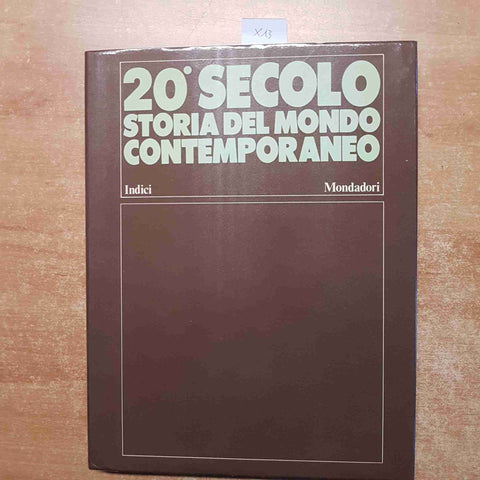 X13
20° SECOLO
STORIA DEL MONDO
CONTEMPORANEO
Indici Mondadori